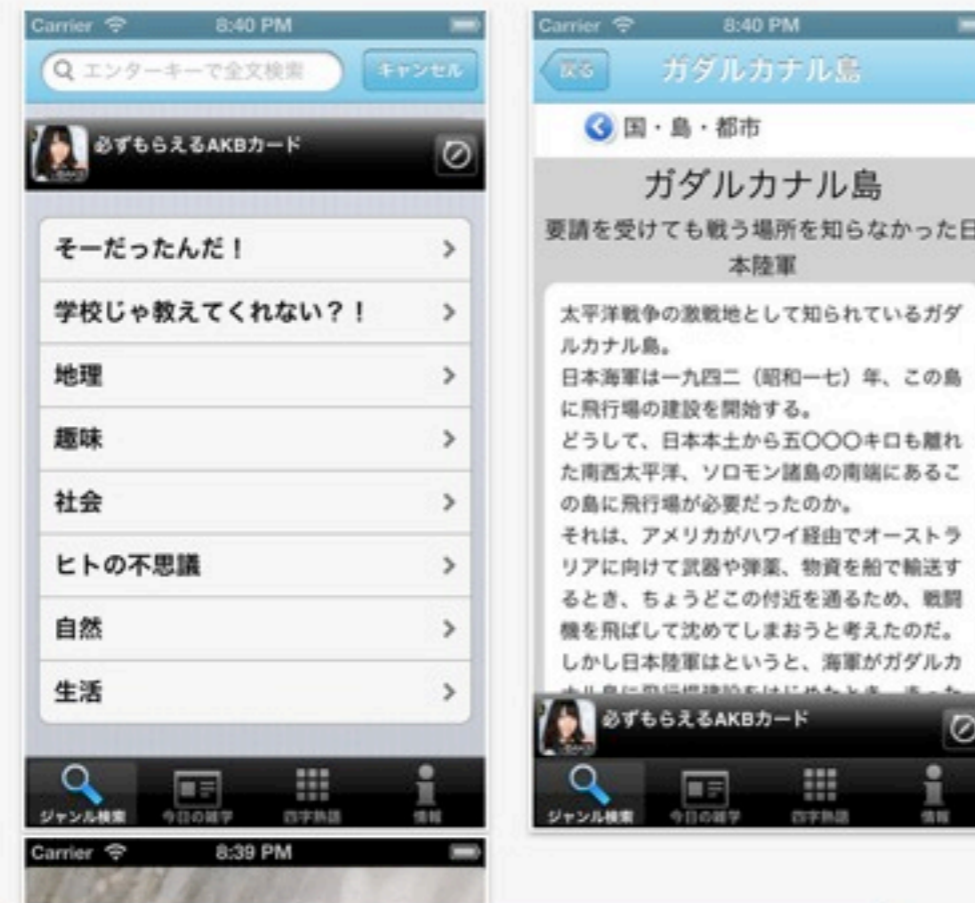 Carrier 8:40 PM
エンターキーで全文検索 キャンセル
必ずもらえるAKBカード
そーだったんだ！
学校じゃ教えてくれない？！
地理
趣味
社会
ヒトの不思議
自然
生活
ジャンル検索 今日の雑学 四字熟語 情報
Carrier 8:39 PM
Carrier 8:40 PM
戻る ガダルカナル島
国・島・都市
ガダルカナル島
要請を受けても戦う場所を知らなかった日
本陸軍
太平洋戦争の激戦地として知られているガダ
ルカナル島。
日本海軍は一九四二（昭和一七）年、この島
に飛行場の建設を開始する。
どうして、日本本土から五〇〇〇キロも離れ
た南西太平洋、ソロモン諸島の南端にあるこ
の島に飛行場が必要だったのか。
それは、アメリカがハワイ経由でオーストラ
リアに向けて武器や弾薬、物資を船で輸送す
るとき、ちょうどこの付近を通るため、戦闘
機を飛ばして沈めてしまおうと考えたのだ。
しかし日本陸軍はというと、海軍がガダルカ
必ずもらえるAKBカード
ジャンル検索 今日の雑学 四字熟語 情報